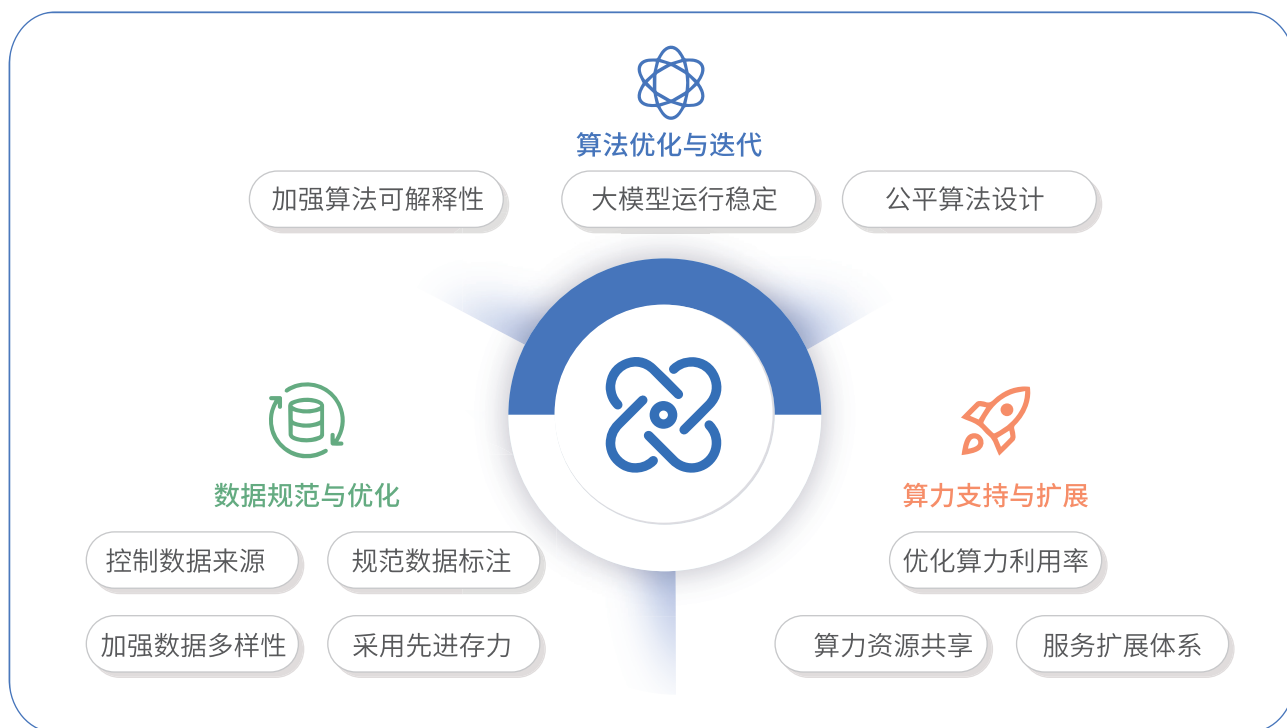 算法优化与迭代
加强算法可解释性
大模型运行稳定
公平算法设计
数据规范与优化
控制数据来源
规范数据标注
加强数据多样性
采用先进存力
算力支持与扩展
优化算力利用率
算力资源共享
服务扩展体系